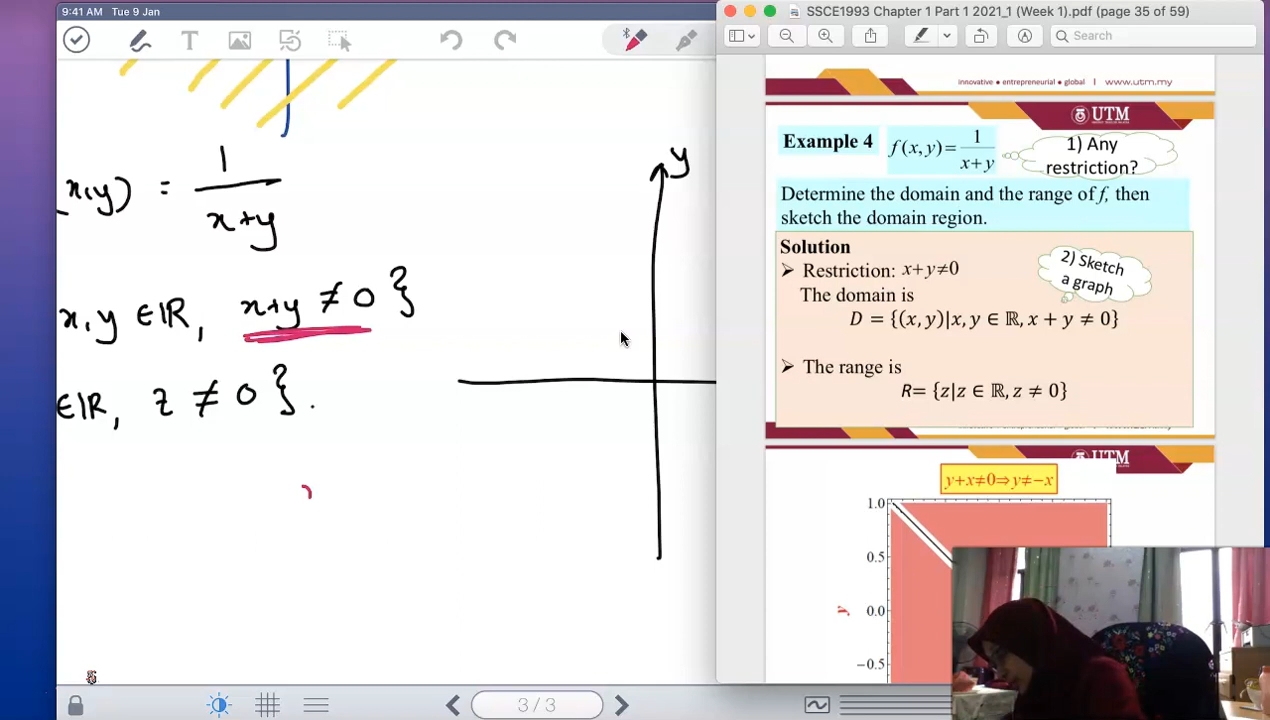 9:41 AM Tue 9 Jan
(x,y) = 1/x+y
x,y ∈ IR, x+y ≠ 0 }
∈ IR, z ≠ 0 }.
y
3 / 3
SSCE1993 Chapter 1 Part 1 2021_1 (Week 1).pdf (page 35 of 59)
Search
innovative ● entrepreneurial ● global | www.utm.my
UTM
Example 4 f(x,y)= 1/x+y
1) Any
restriction?
Determine the domain and the range of f, then
sketch the domain region.
Solution
➢ Restriction: x+y≠0
2) Sketch
a graph
The domain is
D = {(x,y)|x,y ∈ ℝ, x + y ≠ 0}
➢ The range is
R= {z|z ∈ ℝ, z ≠ 0}
UTM
y+x≠0⇒y≠−x
1.0
0.5
0.0
−0.5